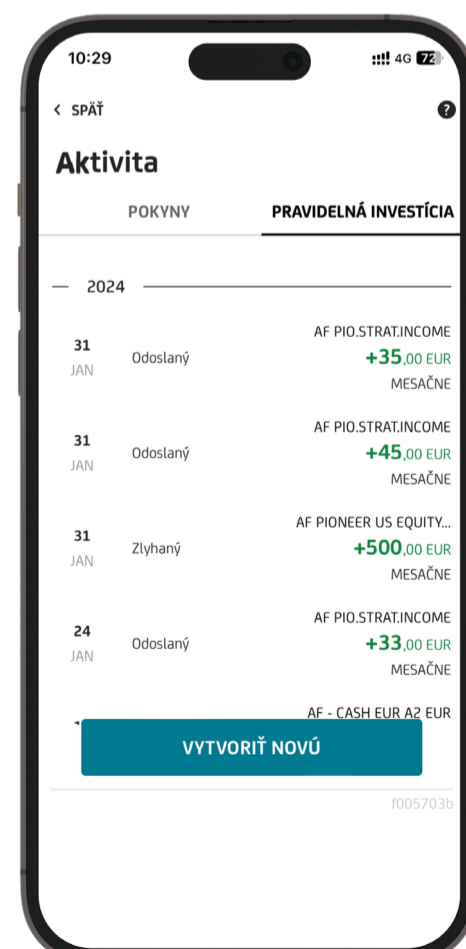 10:29
4G 72
< SPÄŤ
?
Aktivita
POKYNY
PRAVIDELNÁ INVESTÍCIA
2024
AF PIO.STRAT.INCOME
31
JAN
Odoslaný
+35,00 EUR
MESAČNE
AF PIO.STRAT.INCOME
31
JAN
Odoslaný
+45,00 EUR
MESAČNE
AF PIONEER US EQUITY...
31
JAN
Zlyhaný
+500,00 EUR
MESAČNE
AF PIO.STRAT.INCOME
24
JAN
Odoslaný
+33,00 EUR
MESAČNE
AF - CASH EUR A2 EUR
VYTVORIŤ NOVÚ
f005703b